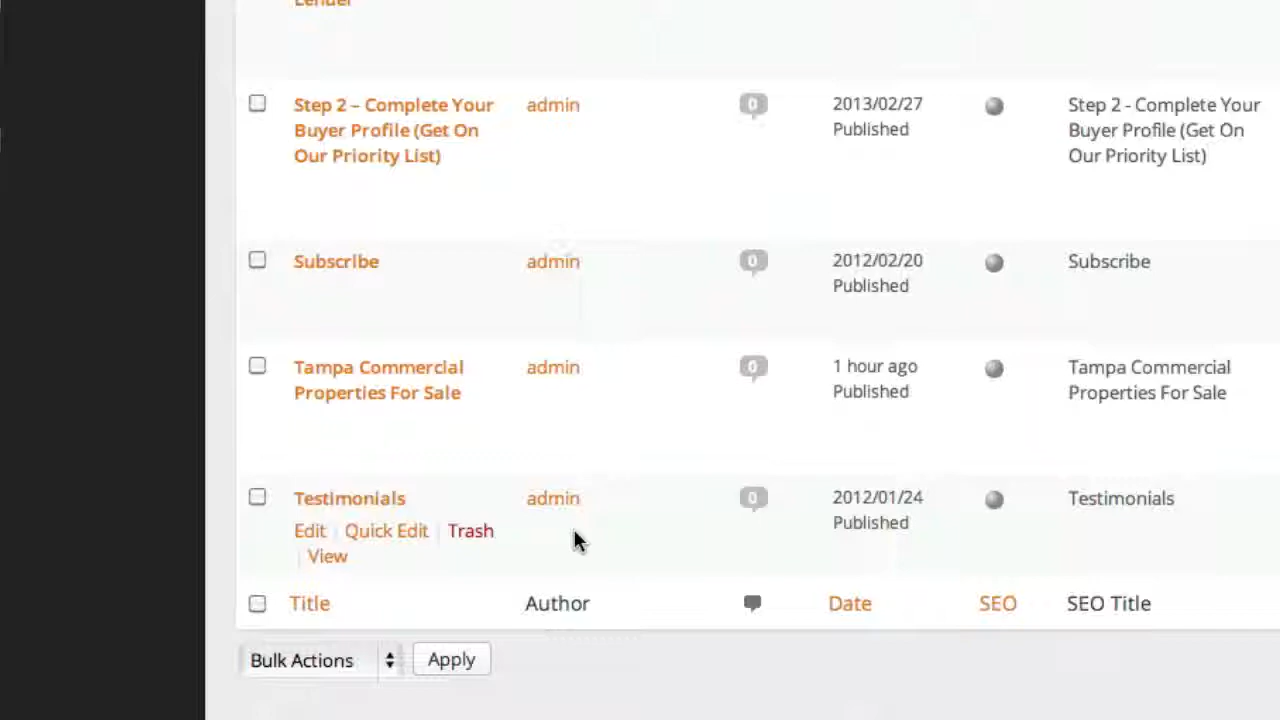 Lender
Step 2 – Complete Your admin 0 2013/02/27 Step 2 - Complete Your
Buyer Profile (Get On Published Buyer Profile (Get On
Our Priority List) Our Priority List)
Subscribe admin 0 2012/02/20 Subscribe
Published
Tampa Commercial admin 0 1 hour ago Tampa Commercial
Properties For Sale Published Properties For Sale
Testimonials admin 0 2012/01/24 Testimonials
Published
Edit | Quick Edit | Trash
| View
Title Author Date SEO SEO Title
Bulk Actions Apply